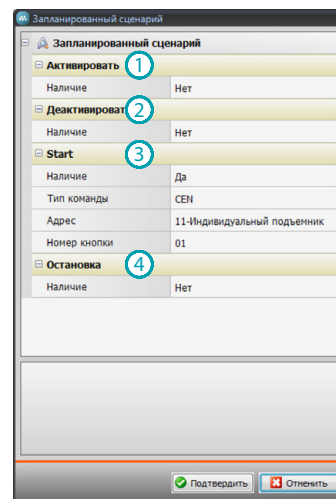 Запланированный сценарий
Запланированный сценарий
Активировать 1
Наличие Нет
Деактивироват 2
Наличие Нет
Start 3
Наличие Да
Тип команды CEN
Адрес 11-Индивидуальный подъемник
Номер кнопки 01
Остановка 4
Наличие Нет
Подтвердить Отменить